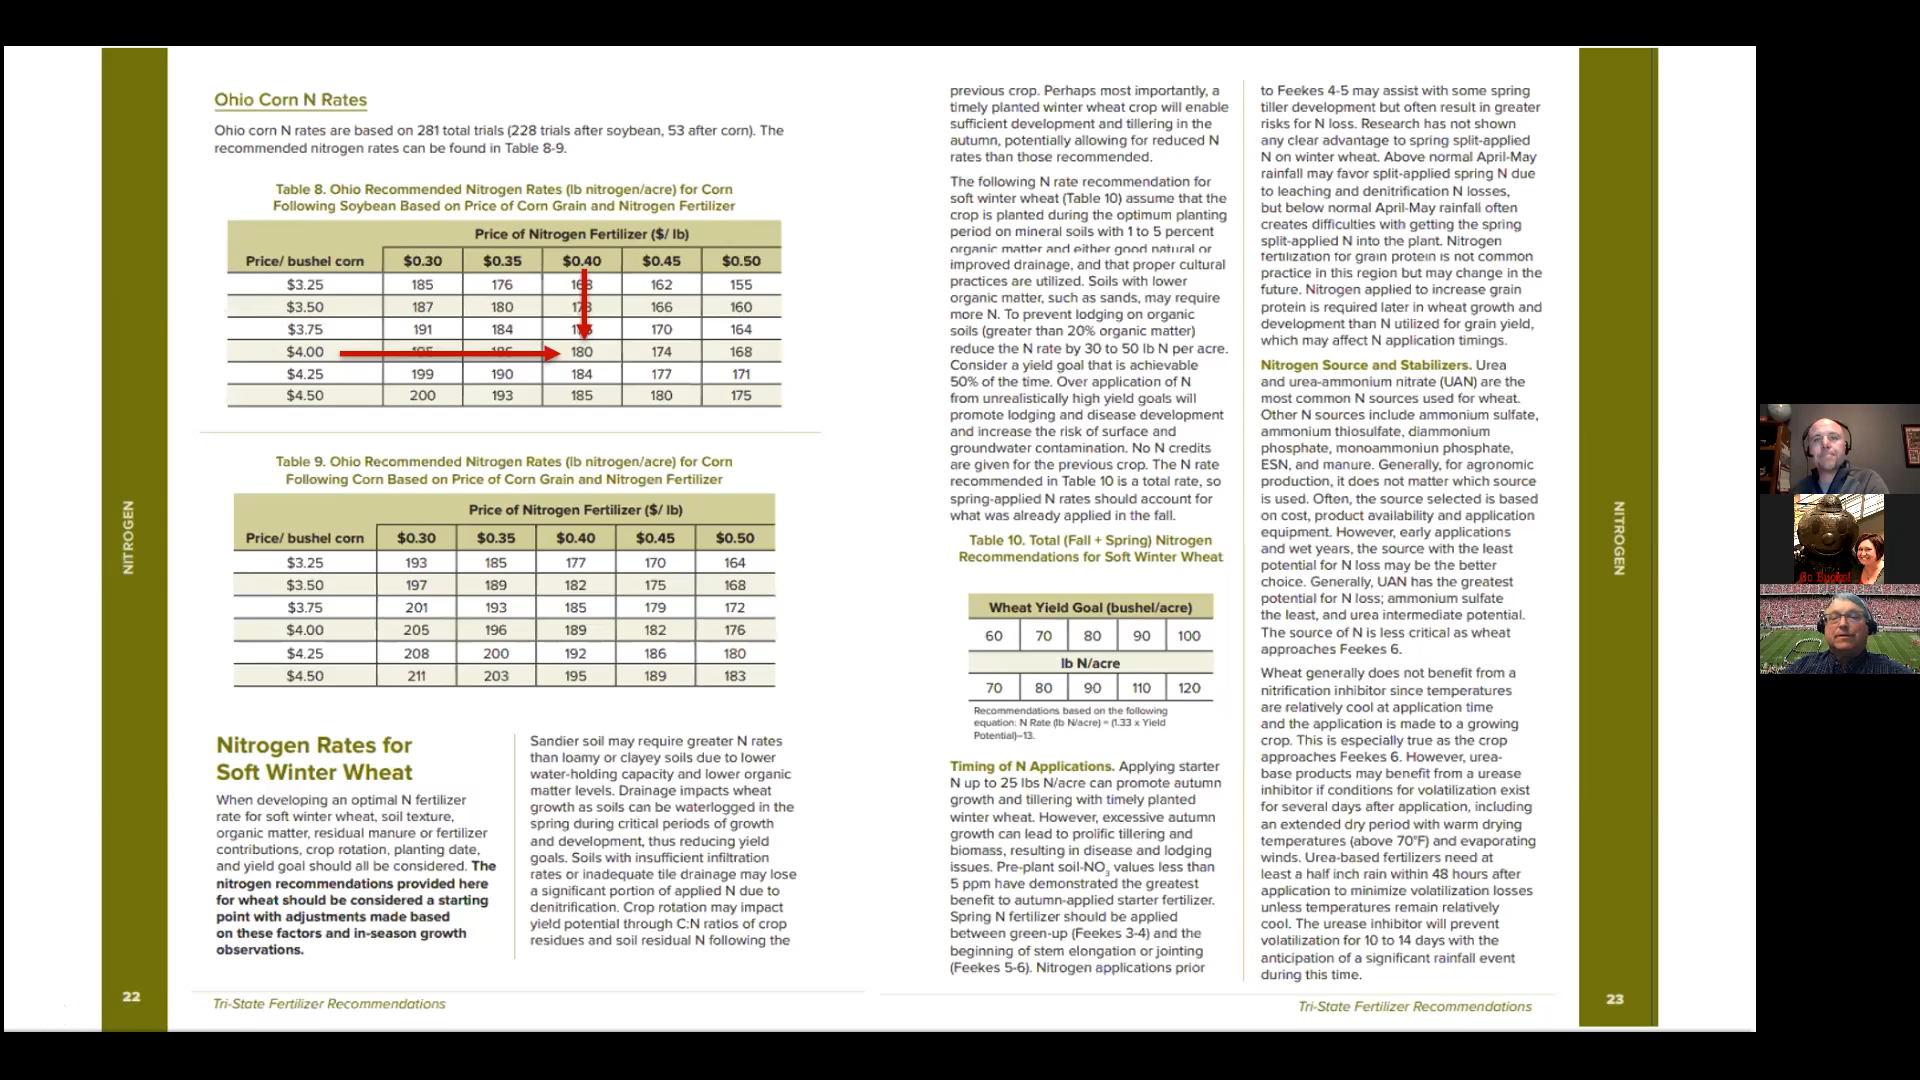 Ohio Corn N Rates
Ohio corn N rates are based on 281 total trials (228 trials after soybean, 53 after corn). The
recommended nitrogen rates can be found in Table 8-9.
Table 8. Ohio Recommended Nitrogen Rates (lb nitrogen/acre) for Corn
Following Soybean Based on Price of Corn Grain and Nitrogen Fertilizer
Price of Nitrogen Fertilizer ($/ lb)
Price/ bushel corn $0.30 $0.35 $0.40 $0.45 $0.50
$3.25 185 176 162 155
$3.50 187 180 166 160
$3.75 191 184 170 164
$4.00 180 174 168
$4.25 199 190 184 177 171
$4.50 200 193 185 180 175
Table 9. Ohio Recommended Nitrogen Rates (lb nitrogen/acre) for Corn
Following Corn Based on Price of Corn Grain and Nitrogen Fertilizer
Price of Nitrogen Fertilizer ($/ lb)
Price/ bushel corn $0.30 $0.35 $0.40 $0.45 $0.50
$3.25 193 185 177 170 164
$3.50 197 189 182 175 168
$3.75 201 193 185 179 172
$4.00 205 196 189 182 176
$4.25 208 200 192 186 180
$4.50 211 203 195 189 183
Nitrogen Rates for
Soft Winter Wheat
When developing an optimal N fertilizer
rate for soft winter wheat, soil texture,
organic matter, residual manure or fertilizer
contributions, crop rotation, planting date,
and yield goal should all be considered. The
nitrogen recommendations provided here
for wheat should be considered a starting
point with adjustments made based
on these factors and in-season growth
observations.
Sandier soil may require greater N rates
than loamy or clayey soils due to lower
water-holding capacity and lower organic
matter levels. Drainage impacts wheat
growth as soils can be waterlogged in the
spring during critical periods of growth
and development, thus reducing yield
goals. Soils with insufficient infiltration
rates or inadequate tile drainage may lose
a significant portion of applied N due to
denitrification. Crop rotation may impact
yield potential through C:N ratios of crop
residues and soil residual N following the
NITROGEN
22
Tri-State Fertilizer Recommendations
previous crop. Perhaps most importantly, a
timely planted winter wheat crop will enable
sufficient development and tillering in the
autumn, potentially allowing for reduced N
rates than those recommended.
The following N rate recommendation for
soft winter wheat (Table 10) assume that the
crop is planted during the optimum planting
period on mineral soils with 1 to 5 percent
organic matter and either good natural or
improved drainage, and that proper cultural
practices are utilized. Soils with lower
organic matter, such as sands, may require
more N. To prevent lodging on organic
soils (greater than 20% organic matter)
reduce the N rate by 30 to 50 lb N per acre.
Consider a yield goal that is achievable
50% of the time. Over application of N
from unrealistically high yield goals will
promote lodging and disease development
and increase the risk of surface and
groundwater contamination. No N credits
are given for the previous crop. The N rate
recommended in Table 10 is a total rate, so
spring-applied N rates should account for
what was already applied in the fall.
Table 10. Total (Fall + Spring) Nitrogen
Recommendations for Soft Winter Wheat
Wheat Yield Goal (bushel/acre)
60 70 80 90 100
lb N/acre
70 80 90 110 120
Recommendations based on the following
equation: N Rate (lb N/acre) = (1.33 x Yield
Potential)–13.
Timing of N Applications. Applying starter
N up to 25 lbs N/acre can promote autumn
growth and tillering with timely planted
winter wheat. However, excessive autumn
growth can lead to prolific tillering and
biomass, resulting in disease and lodging
issues. Pre-plant soil-NO3 values less than
5 ppm have demonstrated the greatest
benefit to autumn-applied starter fertilizer.
Spring N fertilizer should be applied
between green-up (Feekes 3-4) and the
beginning of stem elongation or jointing
(Feekes 5-6). Nitrogen applications prior
to Feekes 4-5 may assist with some spring
tiller development but often result in greater
risks for N loss. Research has not shown
any clear advantage to spring split-applied
N on winter wheat. Above normal April-May
rainfall may favor split-applied spring N due
to leaching and denitrification N losses,
but below normal April-May rainfall often
creates difficulties with getting the spring
split-applied N into the plant. Nitrogen
fertilization for grain protein is not common
practice in this region but may change in the
future. Nitrogen applied to increase grain
protein is required later in wheat growth and
development than N utilized for grain yield,
which may affect N application timings.
Nitrogen Source and Stabilizers. Urea
and urea-ammonium nitrate (UAN) are the
most common N sources used for wheat.
Other N sources include ammonium sulfate,
ammonium thiosulfate, diammonium
phosphate, monoammoniun phosphate,
ESN, and manure. Generally, for agronomic
production, it does not matter which source
is used. Often, the source selected is based
on cost, product availability and application
equipment. However, early applications
and wet years, the source with the least
potential for N loss may be the better
choice. Generally, UAN has the greatest
potential for N loss; ammonium sulfate
the least, and urea intermediate potential.
The source of N is less critical as wheat
approaches Feekes 6.
Wheat generally does not benefit from a
nitrification inhibitor since temperatures
are relatively cool at application time
and the application is made to a growing
crop. This is especially true as the crop
approaches Feekes 6. However, urea-
base products may benefit from a urease
inhibitor if conditions for volatilization exist
for several days after application, including
an extended dry period with warm drying
temperatures (above 70°F) and evaporating
winds. Urea-based fertilizers need at
least a half inch rain within 48 hours after
application to minimize volatilization losses
unless temperatures remain relatively
cool. The urease inhibitor will prevent
volatilization for 10 to 14 days with the
anticipation of a significant rainfall event
during this time.
NITROGEN
23
Tri-State Fertilizer Recommendations
Go Bucks!